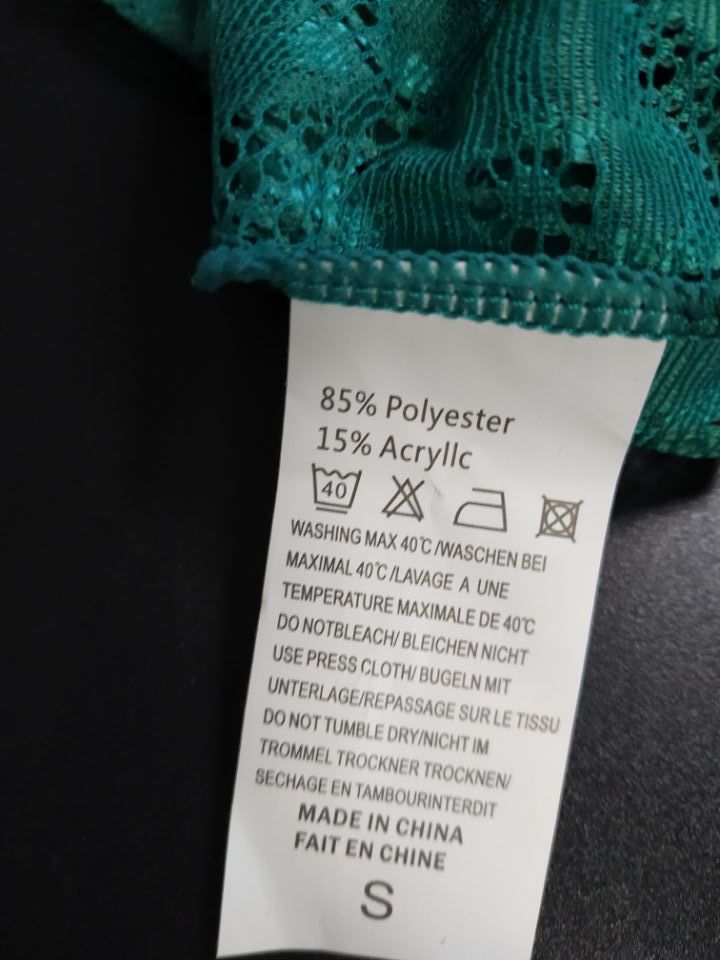 85% Polyester
15% Acryllc
40
WASHING MAX 40℃/WASCHEN BEI
MAXIMAL 40℃/LAVAGE A UNE
TEMPERATURE MAXIMALE DE 40℃
DO NOTBLEACH/ BLEICHEN NICHT
USE PRESS CLOTH/ BUGELN MIT
UNTERLAGE/REPASSAGE SUR LE TISSU
DO NOT TUMBLE DRY/NICHT IM
TROMMEL TROCKNER TROCKNEN/
SECHAGE EN TAMBOURINTERDIT
MADE IN CHINA
FAIT EN CHINE
S